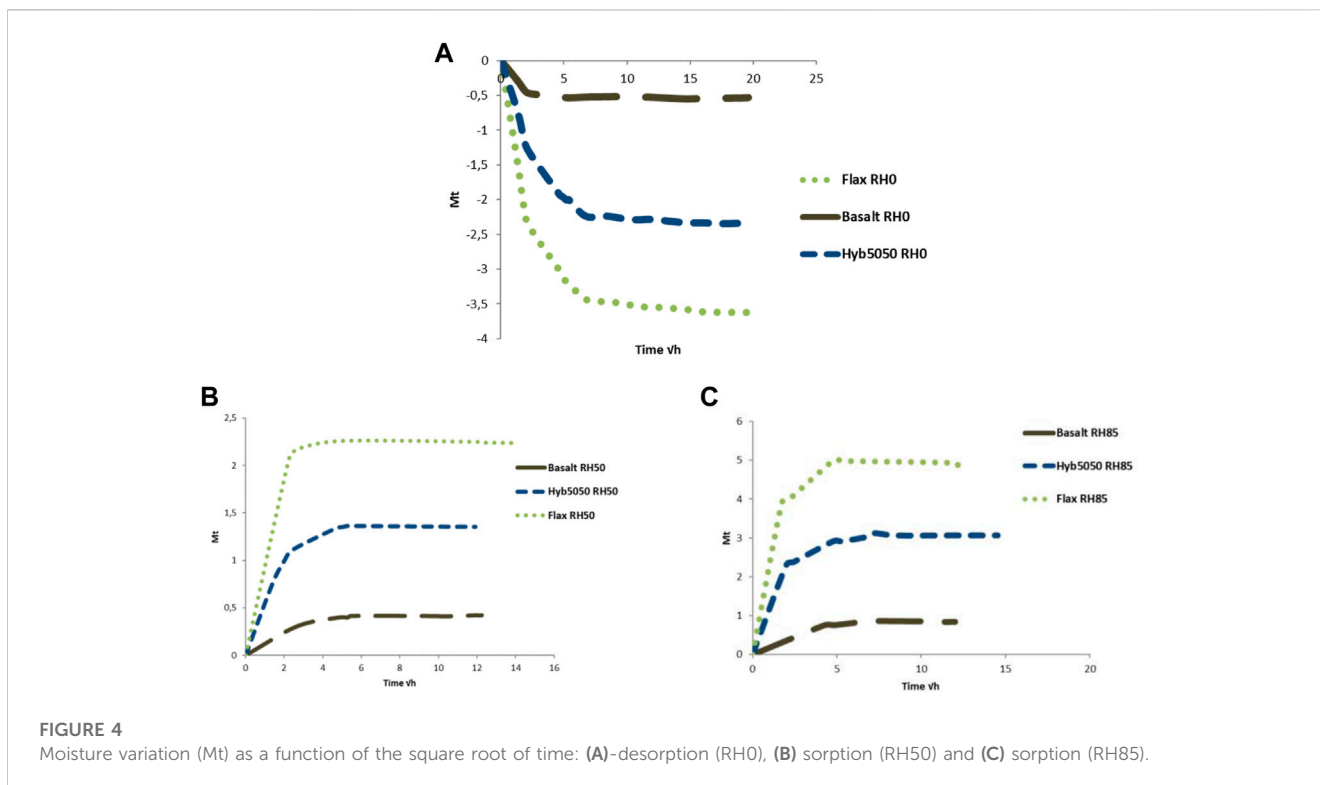 A
0
0 5 10 15 20 25
-0,5
-1
-1,5
-2
-2,5
-3
-3,5
-4
Mt
Time √h
Flax RH0
Basalt RH0
Hyb5050 RH0
B
2,5
2
1,5
1
0,5
0
Mt
0 2 4 6 8 10 12 14 16
Time √h
Basalt RH50
Hyb5050 RH50
Flax RH50
C
6
5
4
3
2
1
0
Mt
0 5 10 15 20
Time √h
Basalt RH85
Hyb5050 RH85
Flax RH85
FIGURE 4
Moisture variation (Mt) as a function of the square root of time: (A)-desorption (RH0), (B) sorption (RH50) and (C) sorption (RH85).